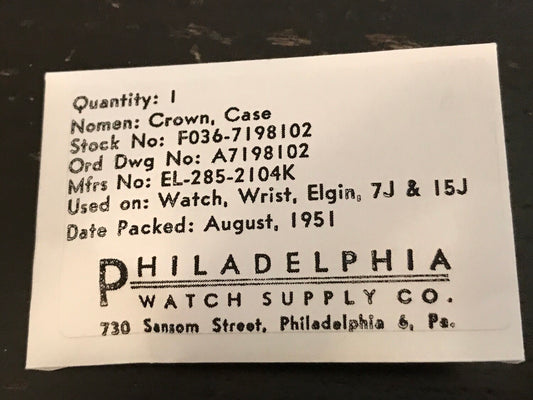 Quantity: 1
Nomen: Crown, Case
Stock No: F036-7198102
Ord Dwg No: A7198102
Mfrs No: EL-285-2104K
Used on: Watch, Wrist, Elgin, 7J & 15J
Date Packed: August, 1951
PHILADELPHIA
WATCH SUPPLY CO.
730 Sansom Street, Philadelphia 6, Pa.